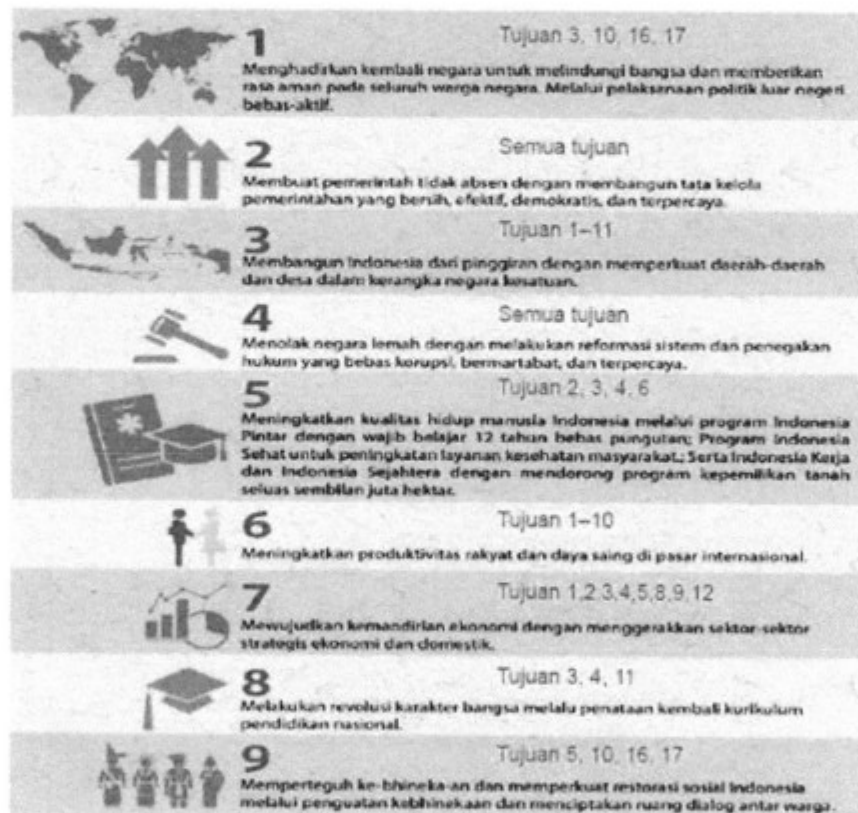 1
Tujuan 3, 10, 16, 17
Menghadirkan kembali negara untuk melindungi bangsa dan memberikan
rasa aman pada seluruh warga negara. Melalui pelaksanaan politik luar negeri
bebas-aktif.
2
Semua tujuan
Membuat pemerintah tidak absen dengan membangun tata kelola
pemerintahan yang bersih, efektif, demokratis, dan terpercaya.
3
Tujuan 1–11
Membangun Indonesia dari pinggiran dengan memperkuat daerah-daerah
dan desa dalam kerangka negara kesatuan.
4
Semua tujuan
Menolak negara lemah dengan melakukan reformasi sistem dan penegakan
hukum yang bebas korupsi, bermartabat, dan terpercaya.
5
Tujuan 2, 3, 4, 6
Meningkatkan kualitas hidup manusia Indonesia melalui program Indonesia
Pintar dengan wajib belajar 12 tahun bebas pungutan; Program Indonesia
Sehat untuk peningkatan layanan kesehatan masyarakat.; Serta Indonesia Kerja
dan Indonesia Sejahtera dengan mendorong program kepemilikan tanah
seluas sembilan juta hektar.
6
Tujuan 1–10
Meningkatkan produktivitas rakyat dan daya saing di pasar internasional.
7
Tujuan 1,2,3,4,5,8,9,12
Mewujudkan kemandirian ekonomi dengan menggerakkan sektor-sektor
strategis ekonomi dan domestik.
8
Tujuan 3, 4, 11
Melakukan revolusi karakter bangsa melalu penataan kembali kurikulum
pendidikan nasional.
9
Tujuan 5, 10, 16, 17
Memperteguh ke-bhineka-an dan memperkuat restorasi sosial Indonesia
melalui penguatan kebhinekaan dan menciptakan ruang dialog antar warga.